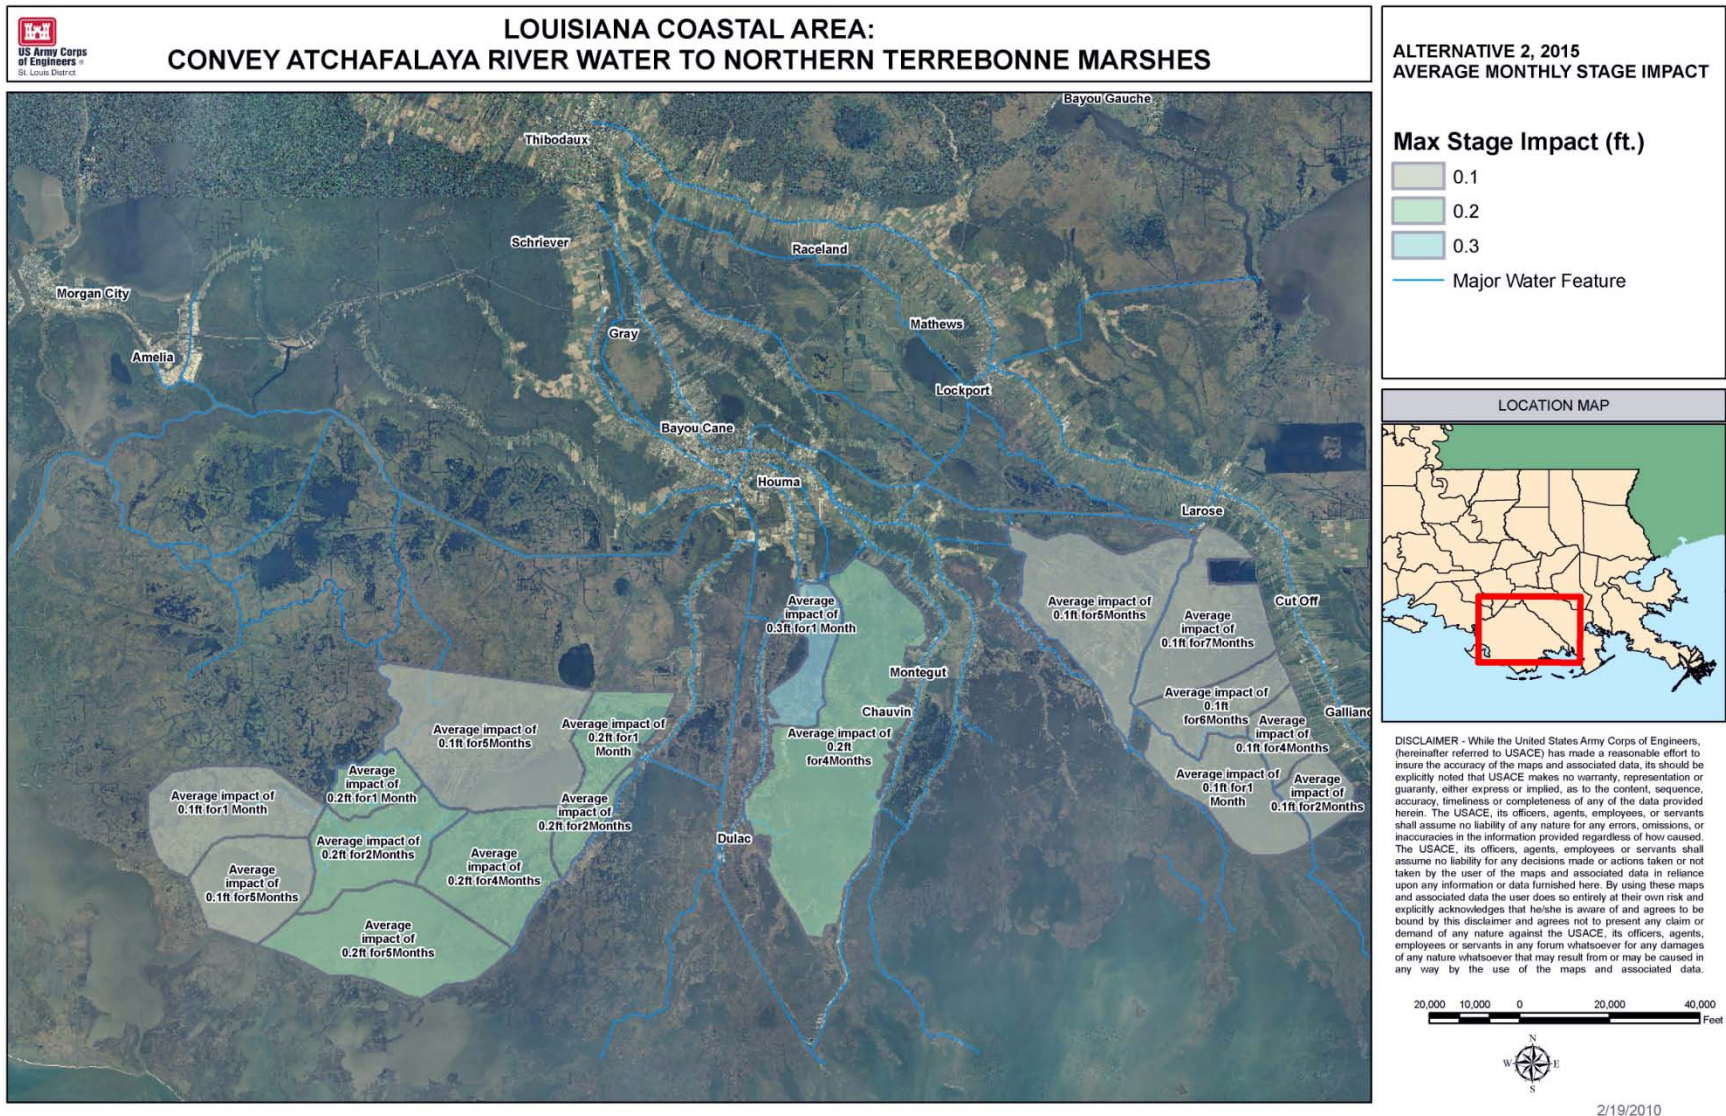 US Army Corps
of Engineers ®
St. Louis District
LOUISIANA COASTAL AREA:
CONVEY ATCHAFALAYA RIVER WATER TO NORTHERN TERREBONNE MARSHES
Bayou Gauche
Thibodaux
Schriever
Raceland
Morgan City
Mathews
Gray
Amelia
Lockport
Bayou Cane
Houma
Larose
Cut Off
Average
impact of
0.3ft for1 Month
Average impact of
0.1ft for5Months
Average
impact of
0.1ft for7Months
Montegut
Chauvin
Galliano
Average impact of
0.1ft
for6Months
Average
impact of
0.1ft for4Months
Average impact of
0.1ft for5Months
Average impact of
0.2ft for1
Month
Average impact of
0.2ft
for4Months
Average
impact of
0.2ft for1 Month
Average impact of
0.1ft for1
Month
Average
impact of
0.1ft for2Months
Average impact of
0.1ft for1 Month
Average
impact of
0.2ft for2Months
Average impact of
0.2ft for2Months
Dulac
Average
impact of
0.2ft for4Months
Average
impact of
0.1ft for5Months
Average
impact of
0.2ft for5Months
ALTERNATIVE 2, 2015
AVERAGE MONTHLY STAGE IMPACT
Max Stage Impact (ft.)
0.1
0.2
0.3
Major Water Feature
LOCATION MAP
DISCLAIMER - While the United States Army Corps of Engineers,
(hereinafter referred to USACE) has made a reasonable effort to
insure the accuracy of the maps and associated data, its should be
explicitly noted that USACE makes no warranty, representation or
guaranty, either express or implied, as to the content, sequence,
accuracy, timeliness or completeness of any of the data provided
herein. The USACE, its officers, agents, employees, or servants
shall assume no liability of any nature for any errors, omissions, or
inaccuracies in the information provided regardless of how caused.
The USACE, its officers, agents, employees or servants shall
assume no liability for any decisions made or actions taken or not
taken by the user of the maps and associated data in reliance
upon any information or data furnished here. By using these maps
and associated data the user does so entirely at their own risk and
explicitly acknowledges that he/she is aware of and agrees to be
bound by this disclaimer and agrees not to present any claim or
demand of any nature against the USACE, its officers, agents,
employees or servants in any forum whatsoever for any damages
of any nature whatsoever that may result from or may be caused in
any way by the use of the maps and associated data.
20,000 10,000 0 20,000 40,000
Feet
N
W E
S
2/19/2010